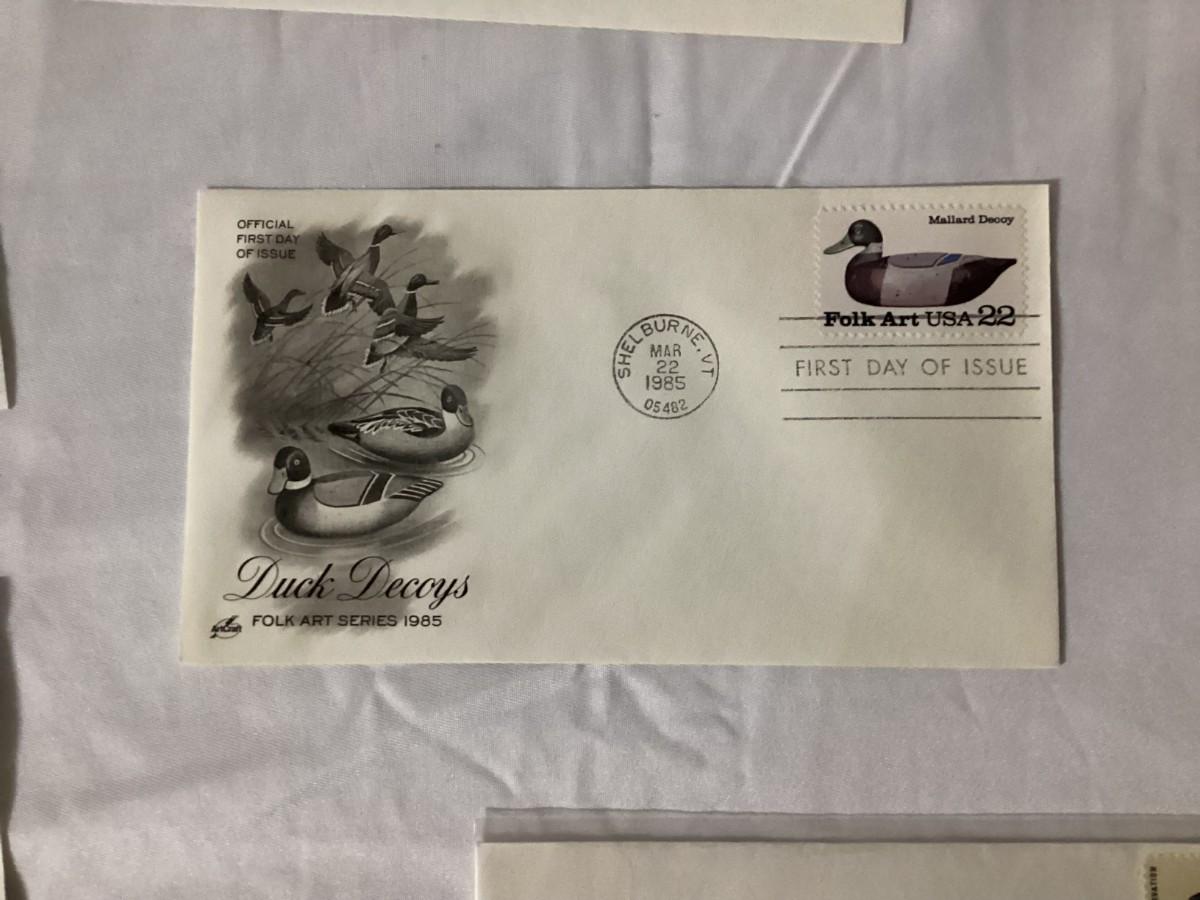 OFFICIAL
FIRST DAY
OF ISSUE
Mallard Decoy
Folk Art USA 22
SHELBURNE, VT
MAR
22
1985
05482
FIRST DAY OF ISSUE
Duck Decoys
ArtCraft
FOLK ART SERIES 1985